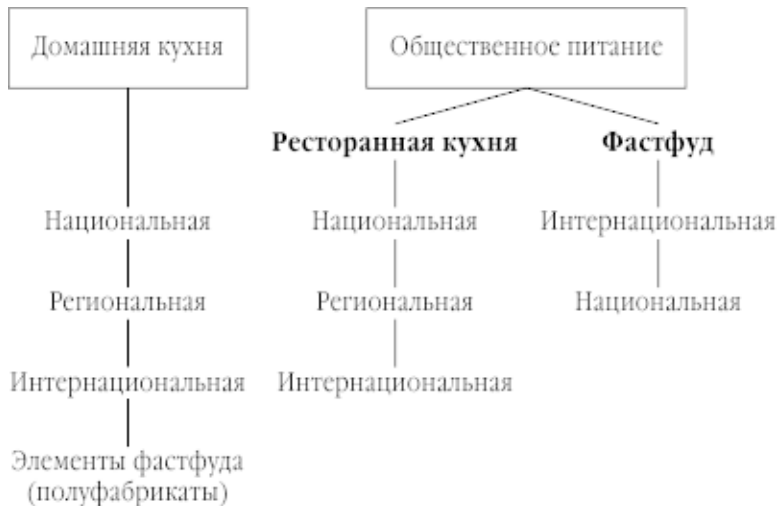 Домашняя кухня
Общественное питание
Ресторанная кухня
Фастфуд
Национальная
Национальная
Интернациональная
Региональная
Региональная
Национальная
Интернациональная
Интернациональная
Элементы фастфуда
(полуфабрикаты)